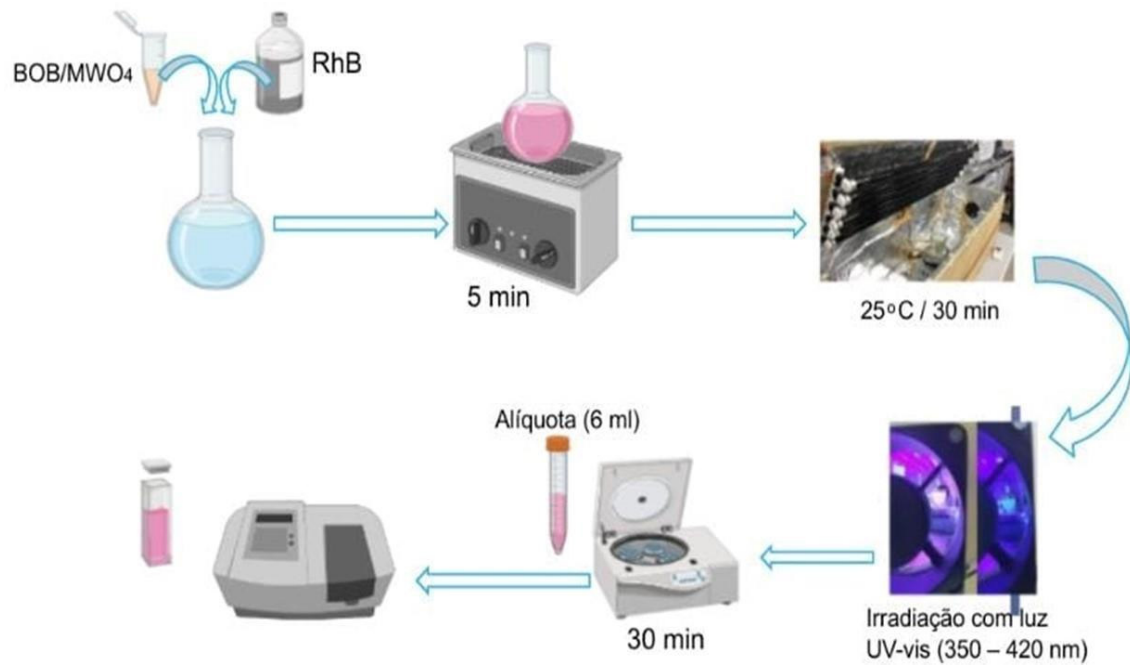 BOB/MWO₄
RhB
5 min
25ºC / 30 min
Irradiação com luz
UV-vis (350 – 420 nm)
Alíquota (6 ml)
30 min